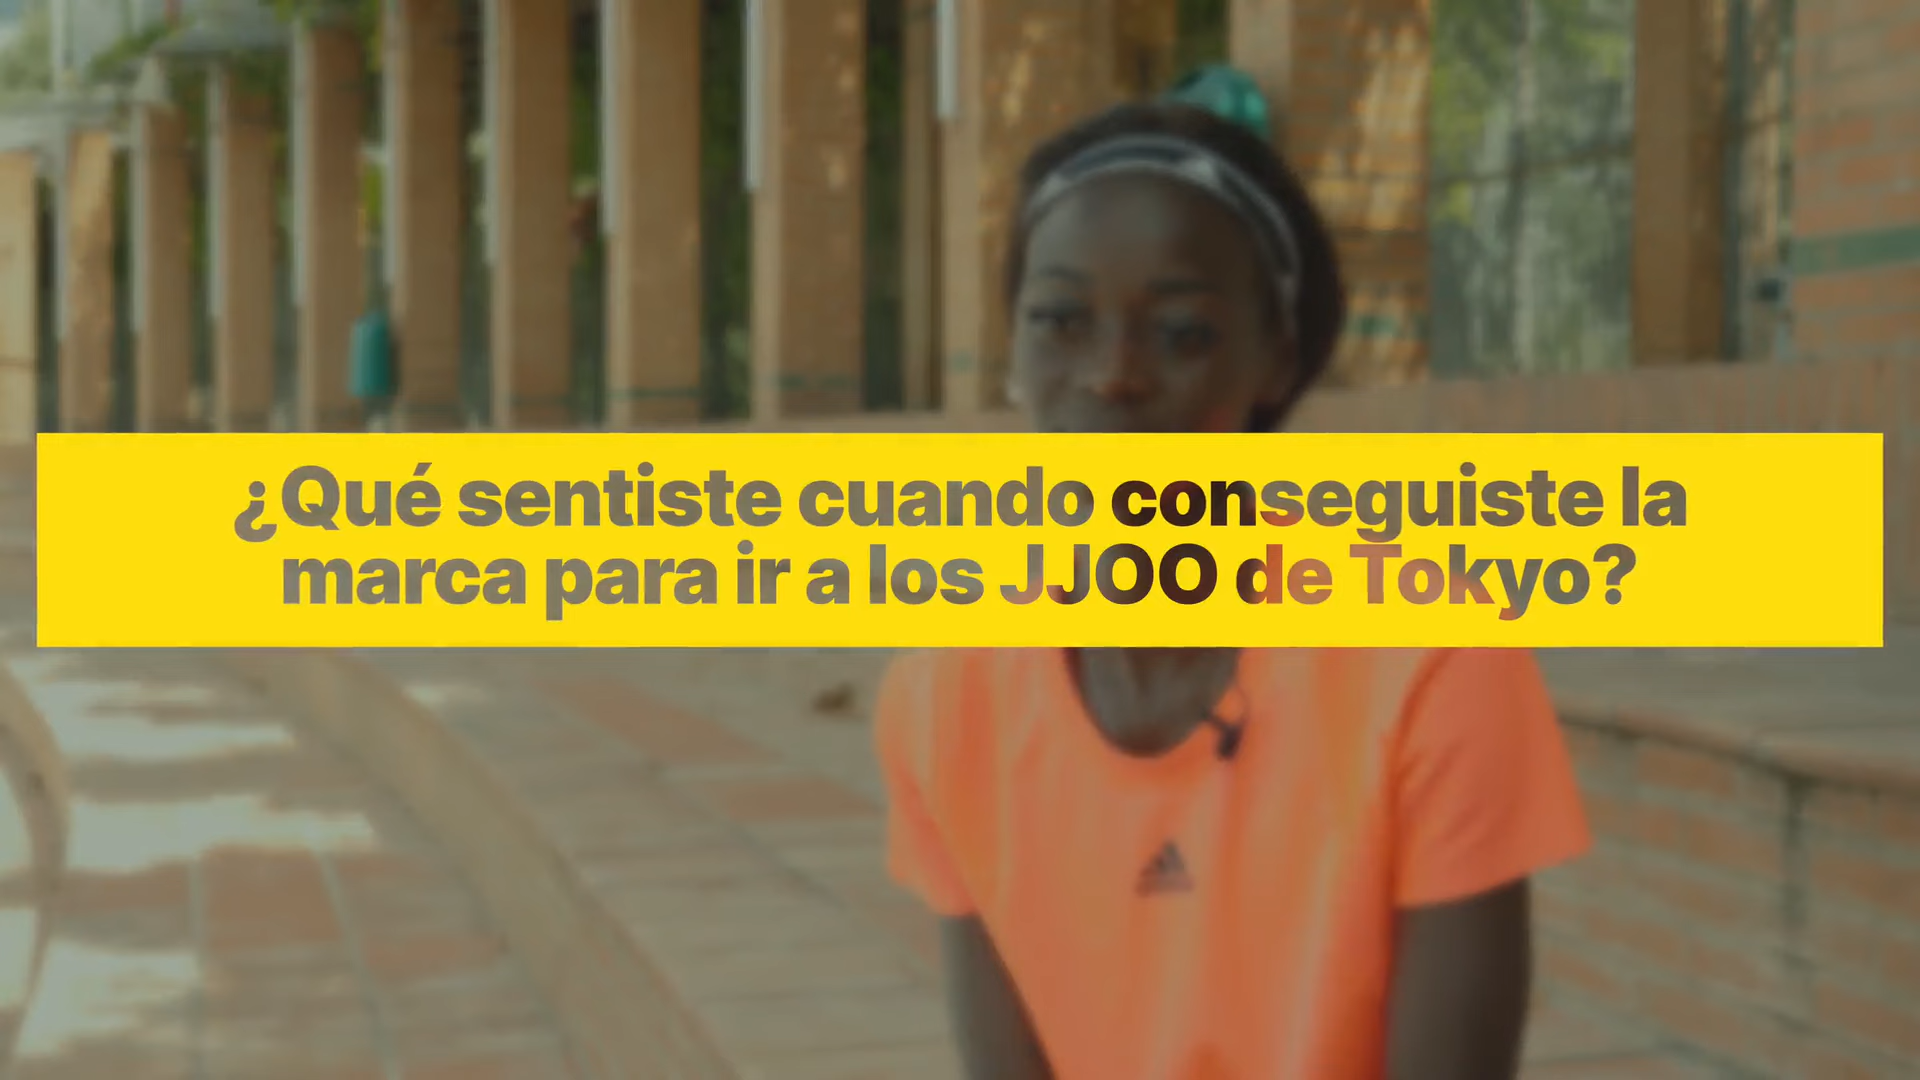 ¿Qué sentiste cuando conseguiste la
marca para ir a los JJOO de Tokyo?